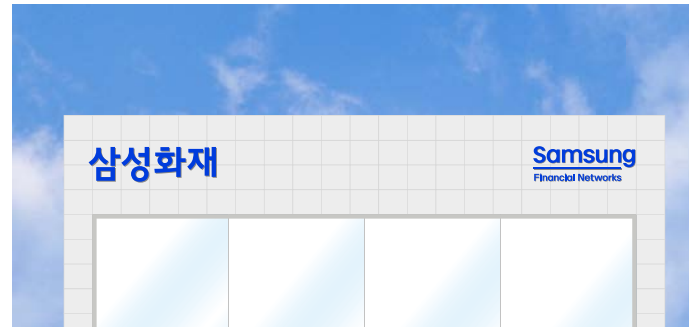 삼성화재
Samsung
Financial Networks